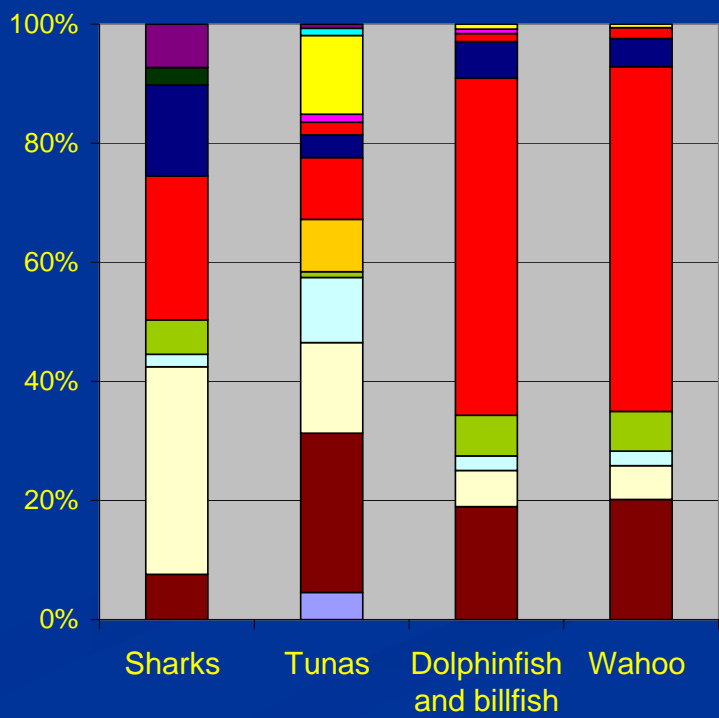 100%
80%
60%
40%
20%
0%
Sharks
Tunas
Dolphinfish
and billfish
Wahoo